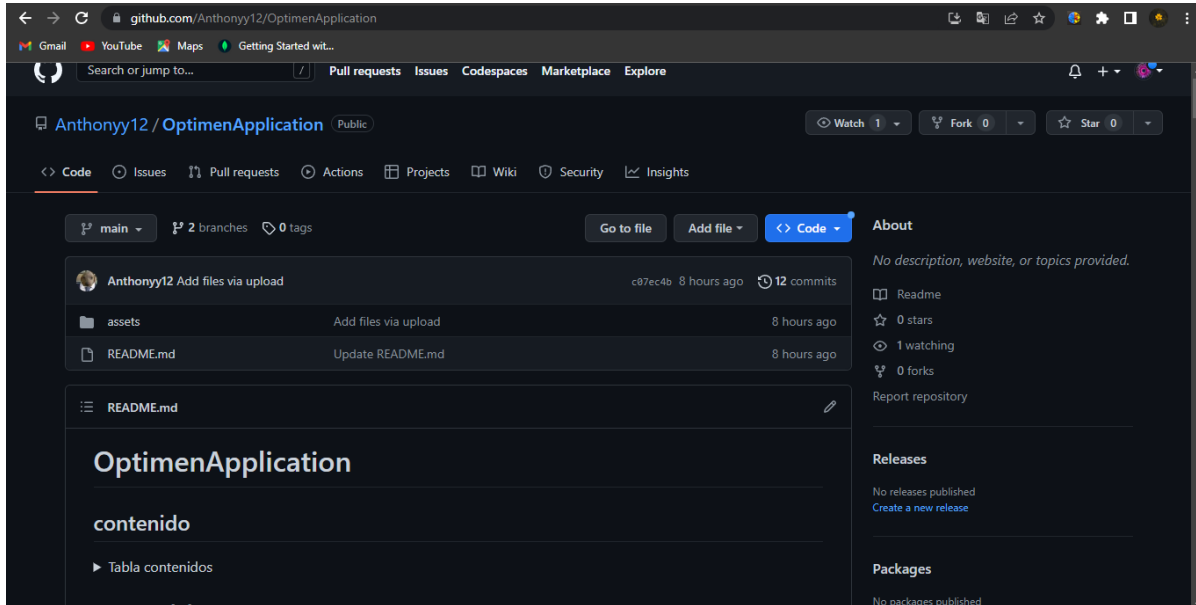 github.com/Anthonyy12/OptimenApplication
Gmail YouTube Maps Getting Started wit...
Search or jump to... / Pull requests Issues Codespaces Marketplace Explore
Anthonyy12 / OptimenApplication Public Watch 1 Fork 0 Star 0
<> Code Issues Pull requests Actions Projects Wiki Security Insights
main 2 branches 0 tags Go to file Add file <> Code
About
Anthonyy12 Add files via upload c07ec4b 8 hours ago 12 commits
No description, website, or topics provided.
assets Add files via upload 8 hours ago
README.md Update README.md 8 hours ago
Readme
0 stars
1 watching
0 forks
Report repository
README.md
OptimenApplication
contenido
Tabla contenidos
Releases
No releases published
Create a new release
Packages
No packages published